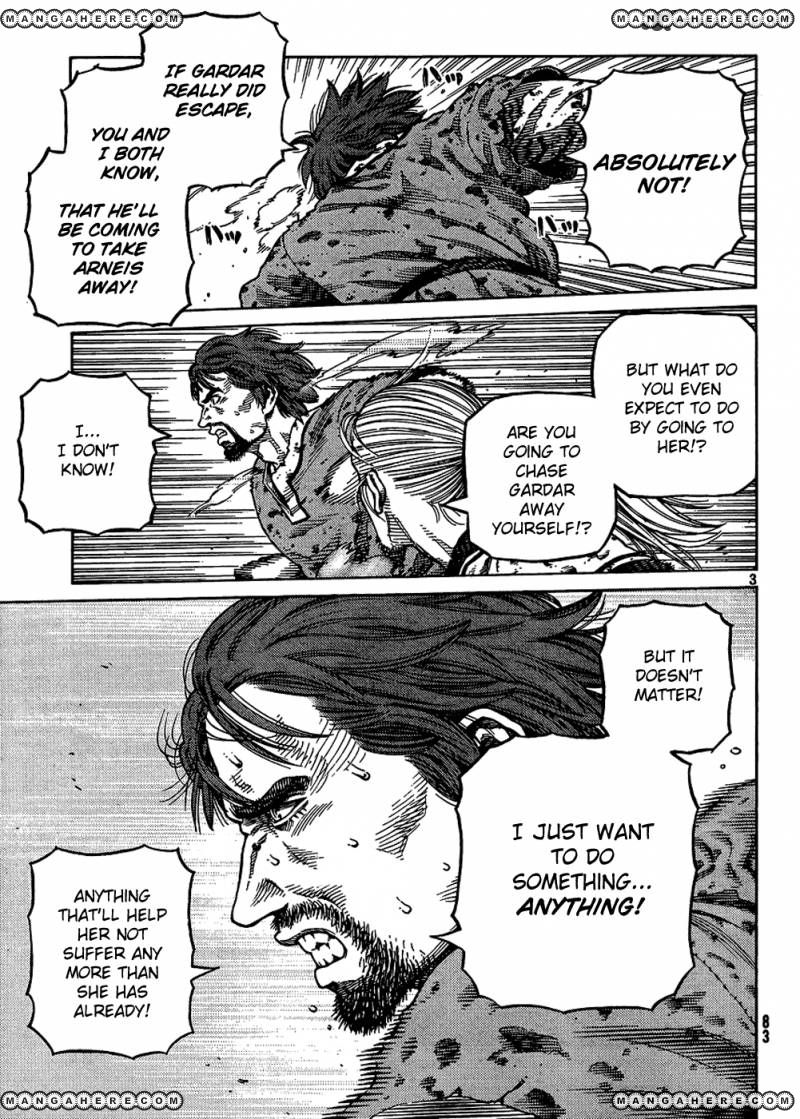 MANGAHERE.COM
MANGAHERE.COM
ABSOLUTELY
NOT!
IF GARDAR
REALLY DID
ESCAPE,
YOU AND
I BOTH
KNOW,
THAT HE'LL
BE COMING
TO TAKE
ARNEIS
AWAY!
BUT WHAT DO
YOU EVEN
EXPECT TO DO
BY GOING TO
HER!?
ARE YOU
GOING TO
CHASE
GARDAR
AWAY
YOURSELF!?
I...
I DON'T
KNOW!
3
BUT IT
DOESN'T
MATTER!
I JUST WANT
TO DO
SOMETHING...
ANYTHING!
ANYTHING
THAT'LL HELP
HER NOT
SUFFER ANY
MORE THAN
SHE HAS
ALREADY!
83
MANGAHERE.COM
MANGAHERE.COM